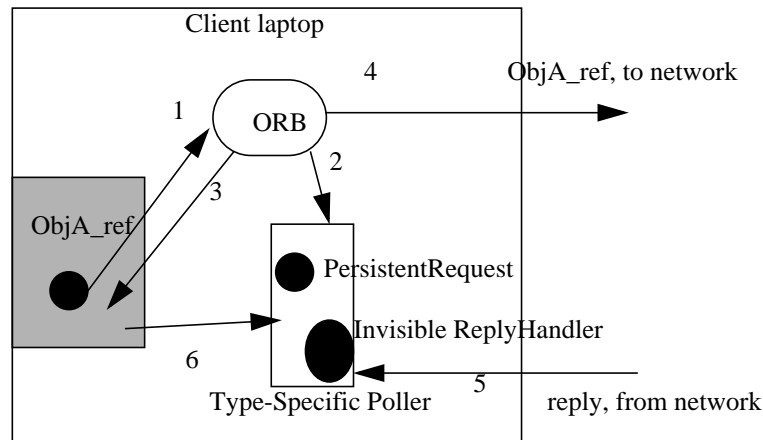 Client laptop
4
ObjA_ref, to network
1
ORB
2
3
ObjA_ref
PersistentRequest
Invisible ReplyHandler
6
5
Type-Specific Poller
reply, from network